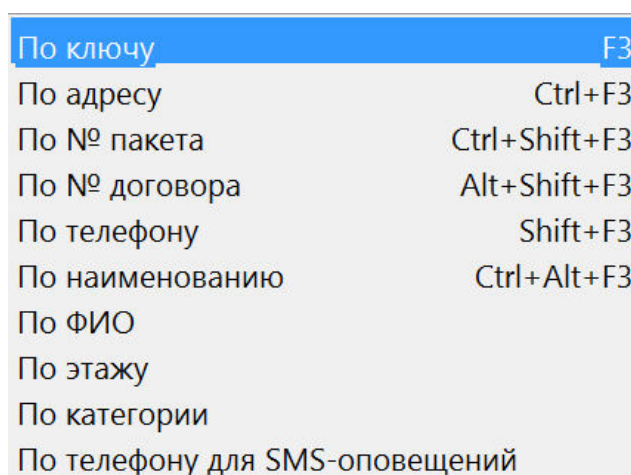 По ключу F3
По адресу Ctrl+F3
По № пакета Ctrl+Shift+F3
По № договора Alt+Shift+F3
По телефону Shift+F3
По наименованию Ctrl+Alt+F3
По ФИО
По этажу
По категории
По телефону для SMS-оповещений